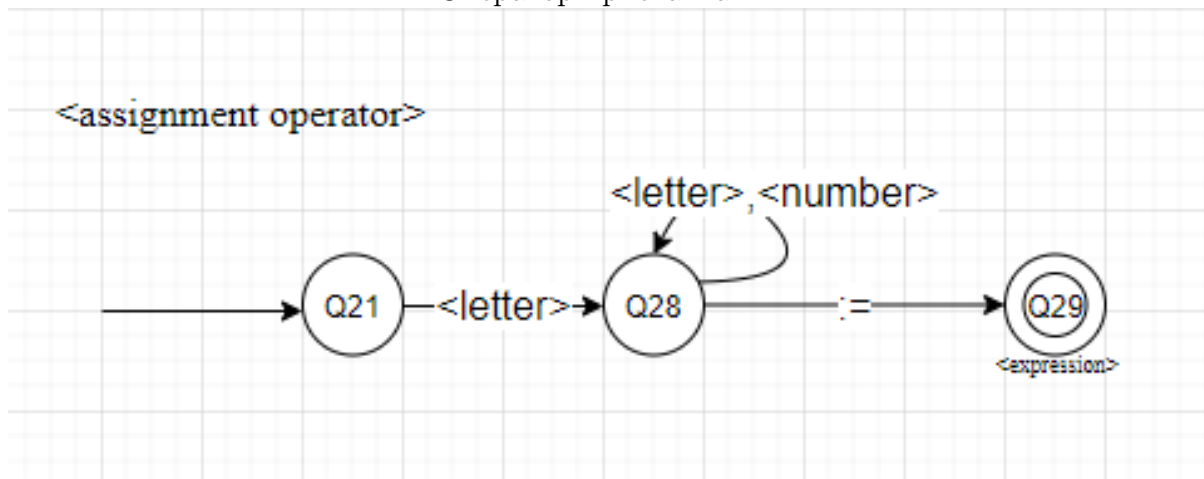 <assignment operator>
<letter>,<number>
Q21
<letter>
Q28
:=
Q29
<expression>